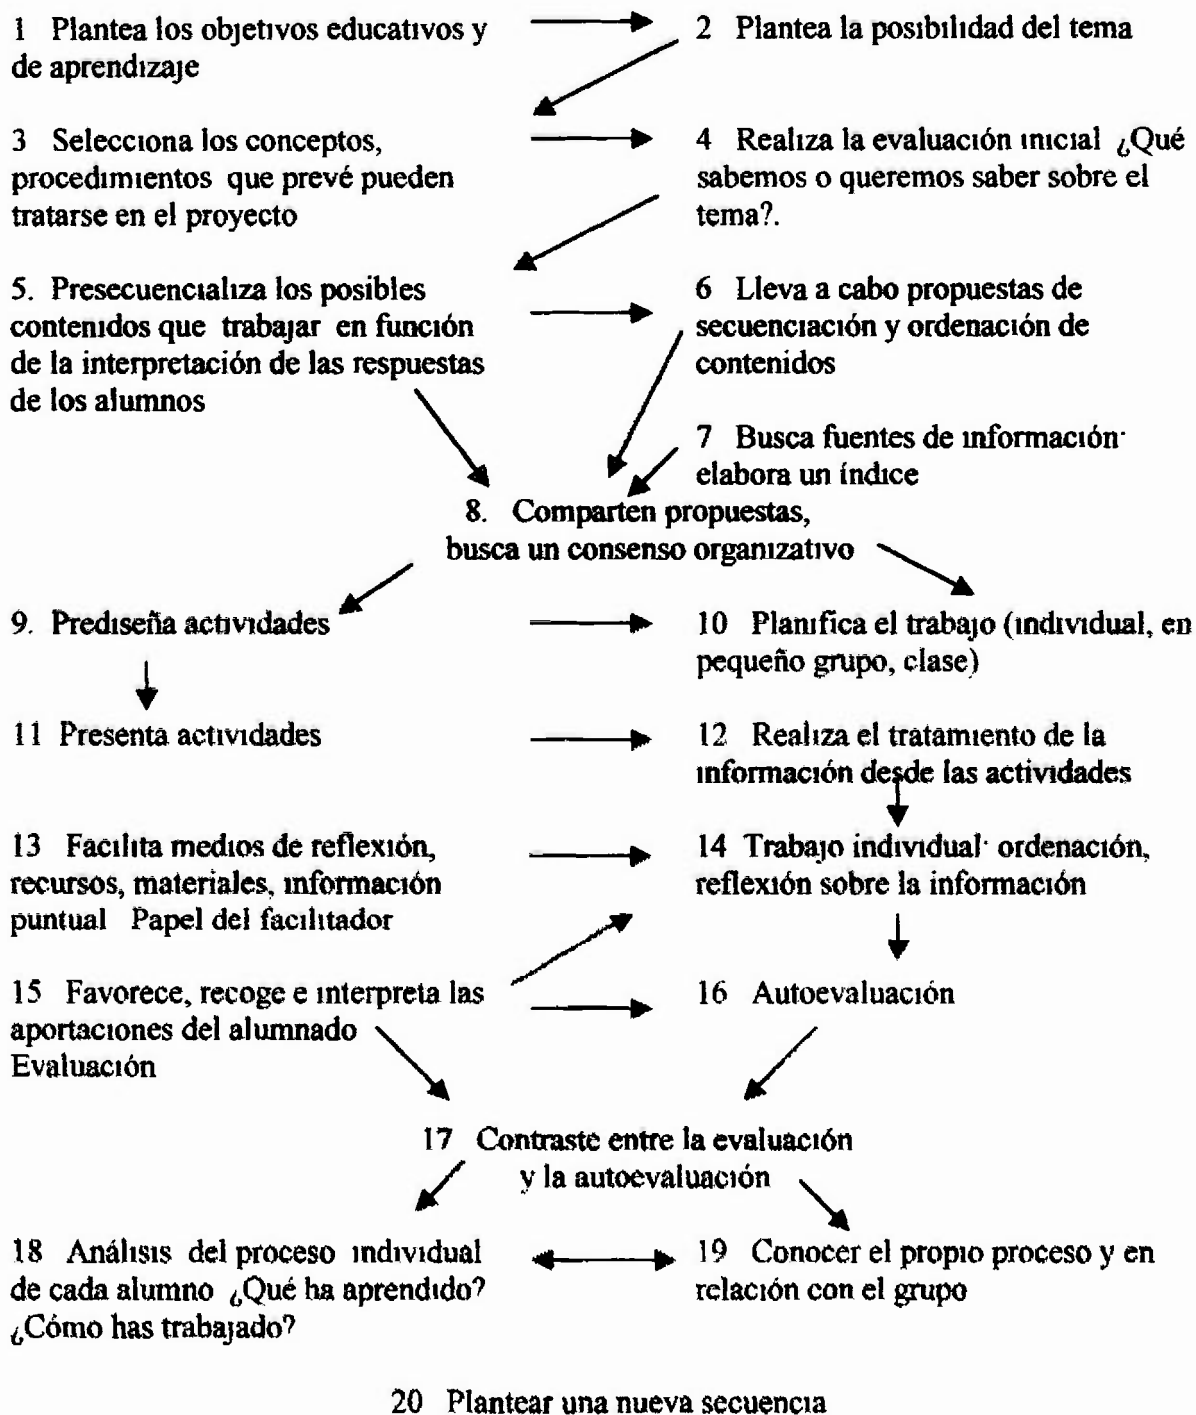 1 Plantea los objetivos educativos y
de aprendizaje
2 Plantea la posibilidad del tema
3 Selecciona los conceptos,
procedimientos que prevé pueden
tratarse en el proyecto
4 Realiza la evaluación inicial ¿Qué
sabemos o queremos saber sobre el
tema?.
5. Presecuencializa los posibles
contenidos que trabajar en función
de la interpretación de las respuestas
de los alumnos
6 Lleva a cabo propuestas de
secuenciación y ordenación de
contenidos
7 Busca fuentes de información·
elabora un índice
8. Comparten propuestas,
busca un consenso organizativo
9. Prediseña actividades
10 Planifica el trabajo (individual, en
pequeño grupo, clase)
11 Presenta actividades
12 Realiza el tratamiento de la
información desde las actividades
13 Facilita medios de reflexión,
recursos, materiales, información
puntual Papel del facilitador
14 Trabajo individual· ordenación,
reflexión sobre la información
15 Favorece, recoge e interpreta las
aportaciones del alumnado
Evaluación
16 Autoevaluación
17 Contraste entre la evaluación
y la autoevaluación
18 Análisis del proceso individual
de cada alumno ¿Qué ha aprendido?
¿Cómo has trabajado?
19 Conocer el propio proceso y en
relación con el grupo
20 Plantear una nueva secuencia